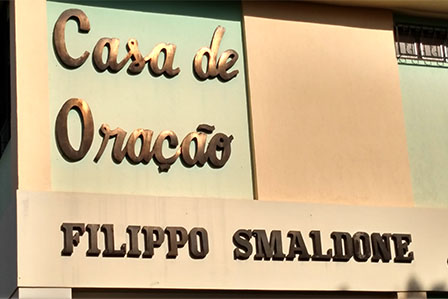 Casa de
Oração
FILIPPO SMALDONE